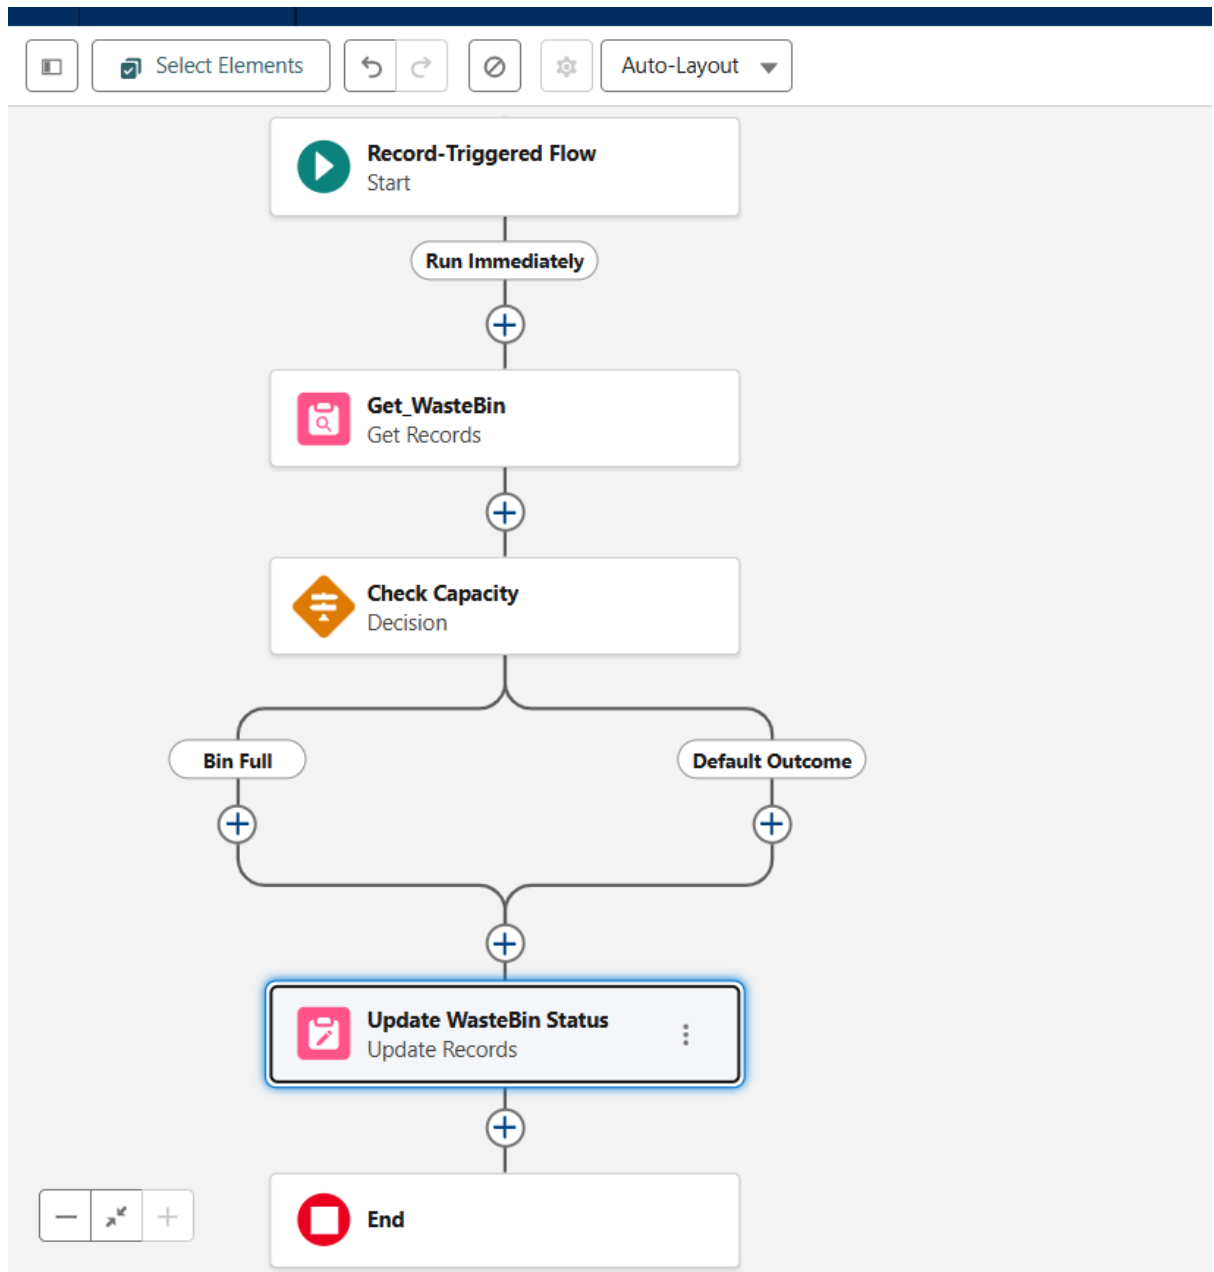 Select Elements
Auto-Layout
Record-Triggered Flow
Start
Run Immediately
Get_WasteBin
Get Records
Check Capacity
Decision
Bin Full
Default Outcome
Update WasteBin Status
Update Records
End